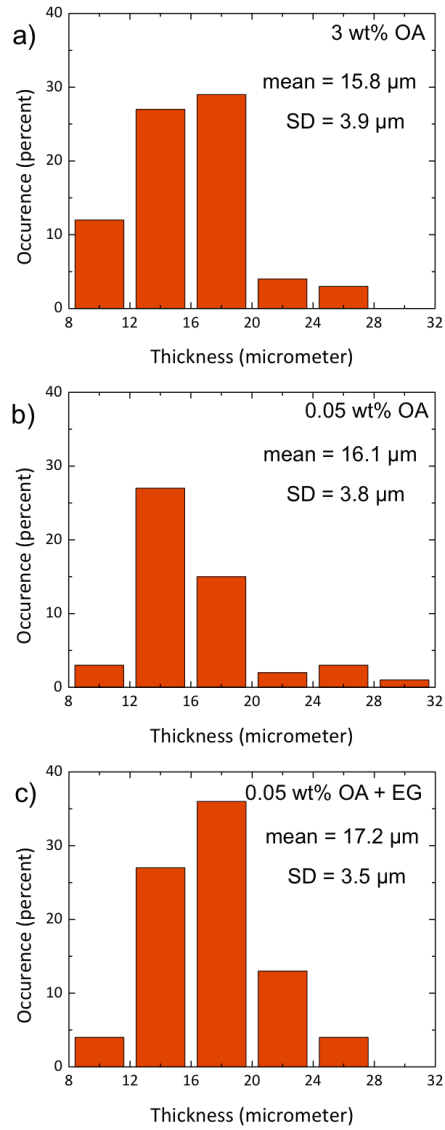 a)
3 wt% OA
mean = 15.8 µm
SD = 3.9 µm
Occurence (percent)
40
30
20
10
0
8 12 16 20 24 28 32
Thickness (micrometer)
b)
0.05 wt% OA
mean = 16.1 µm
SD = 3.8 µm
Occurence (percent)
40
30
20
10
0
8 12 16 20 24 28 32
Thickness (micrometer)
c)
0.05 wt% OA + EG
mean = 17.2 µm
SD = 3.5 µm
Occurence (percent)
40
30
20
10
0
8 12 16 20 24 28 32
Thickness (micrometer)